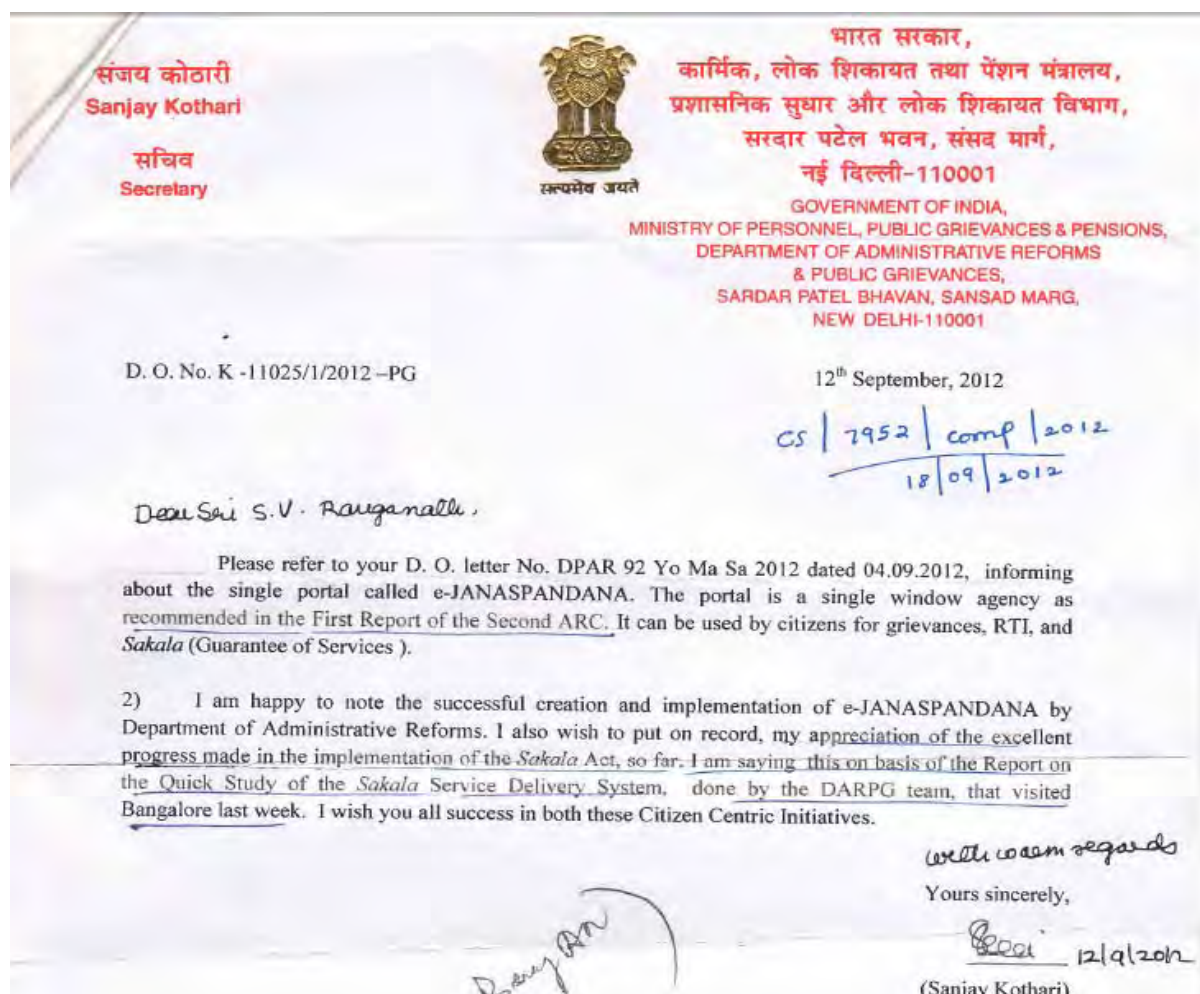 संजय कोठारी
Sanjay Kothari
सचिव
Secretary
सत्यमेव जयते
भारत सरकार,
कार्मिक, लोक शिकायत तथा पेंशन मंत्रालय,
प्रशासनिक सुधार और लोक शिकायत विभाग,
सरदार पटेल भवन, संसद मार्ग,
नई दिल्ली-110001
GOVERNMENT OF INDIA,
MINISTRY OF PERSONNEL, PUBLIC GRIEVANCES & PENSIONS,
DEPARTMENT OF ADMINISTRATIVE REFORMS
& PUBLIC GRIEVANCES,
SARDAR PATEL BHAVAN, SANSAD MARG,
NEW DELHI-110001
D. O. No. K -11025/1/2012 –PG
12th September, 2012
CS | 7952 | comp | 2012
18|09|2012
Dear Sri S.V. Ranganath,
Please refer to your D. O. letter No. DPAR 92 Yo Ma Sa 2012 dated 04.09.2012, informing
about the single portal called e-JANASPANDANA. The portal is a single window agency as
recommended in the First Report of the Second ARC. It can be used by citizens for grievances, RTI, and
Sakala (Guarantee of Services ).
2) I am happy to note the successful creation and implementation of e-JANASPANDANA by
Department of Administrative Reforms. I also wish to put on record, my appreciation of the excellent
progress made in the implementation of the Sakala Act, so far. I am saying this on basis of the Report on
the Quick Study of the Sakala Service Delivery System, done by the DARPG team, that visited
Bangalore last week. I wish you all success in both these Citizen Centric Initiatives.
with warm regards
Yours sincerely,
12/9/2012
(Sanjay Kothari)